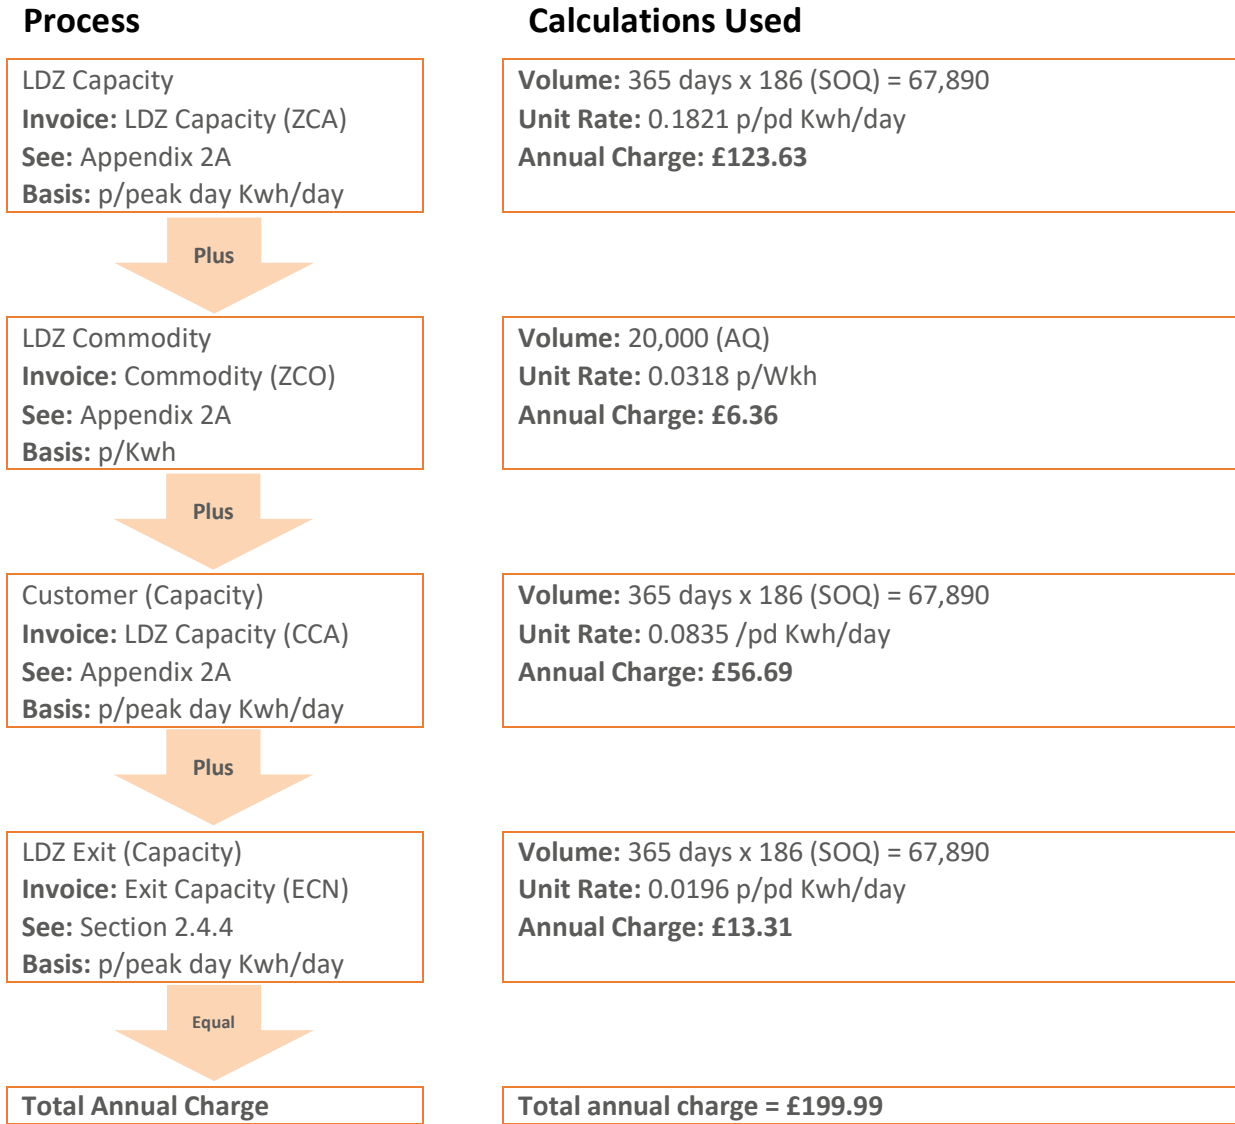 Process
Calculations Used
LDZ Capacity
Invoice: LDZ Capacity (ZCA)
See: Appendix 2A
Basis: p/peak day Kwh/day
Volume: 365 days x 186 (SOQ) = 67,890
Unit Rate: 0.1821 p/pd Kwh/day
Annual Charge: £123.63
Plus
LDZ Commodity
Invoice: Commodity (ZCO)
See: Appendix 2A
Basis: p/Kwh
Volume: 20,000 (AQ)
Unit Rate: 0.0318 p/Wkh
Annual Charge: £6.36
Plus
Customer (Capacity)
Invoice: LDZ Capacity (CCA)
See: Appendix 2A
Basis: p/peak day Kwh/day
Volume: 365 days x 186 (SOQ) = 67,890
Unit Rate: 0.0835 /pd Kwh/day
Annual Charge: £56.69
Plus
LDZ Exit (Capacity)
Invoice: Exit Capacity (ECN)
See: Section 2.4.4
Basis: p/peak day Kwh/day
Volume: 365 days x 186 (SOQ) = 67,890
Unit Rate: 0.0196 p/pd Kwh/day
Annual Charge: £13.31
Equal
Total Annual Charge
Total annual charge = £199.99